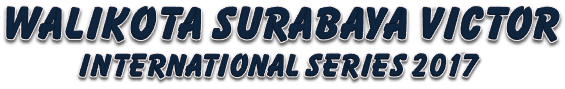 WALIKOTA SURABAYA VICTOR
INTERNATIONAL SERIES 2017